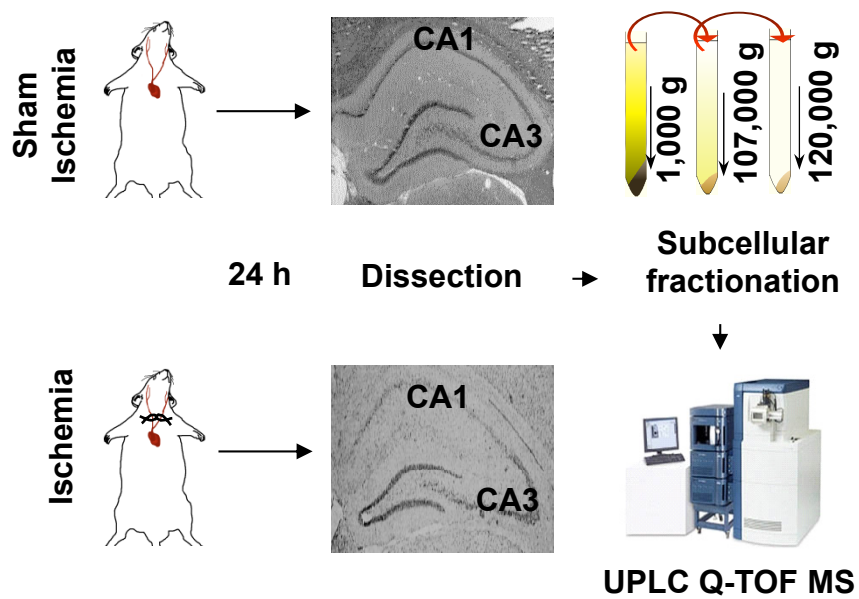 Sham
Ischemia
CA1
CA3
1,000 g
107,000 g
120,000 g
24 h
Dissection
Subcellular
fractionation
Ischemia
CA1
CA3
UPLC Q-TOF MS